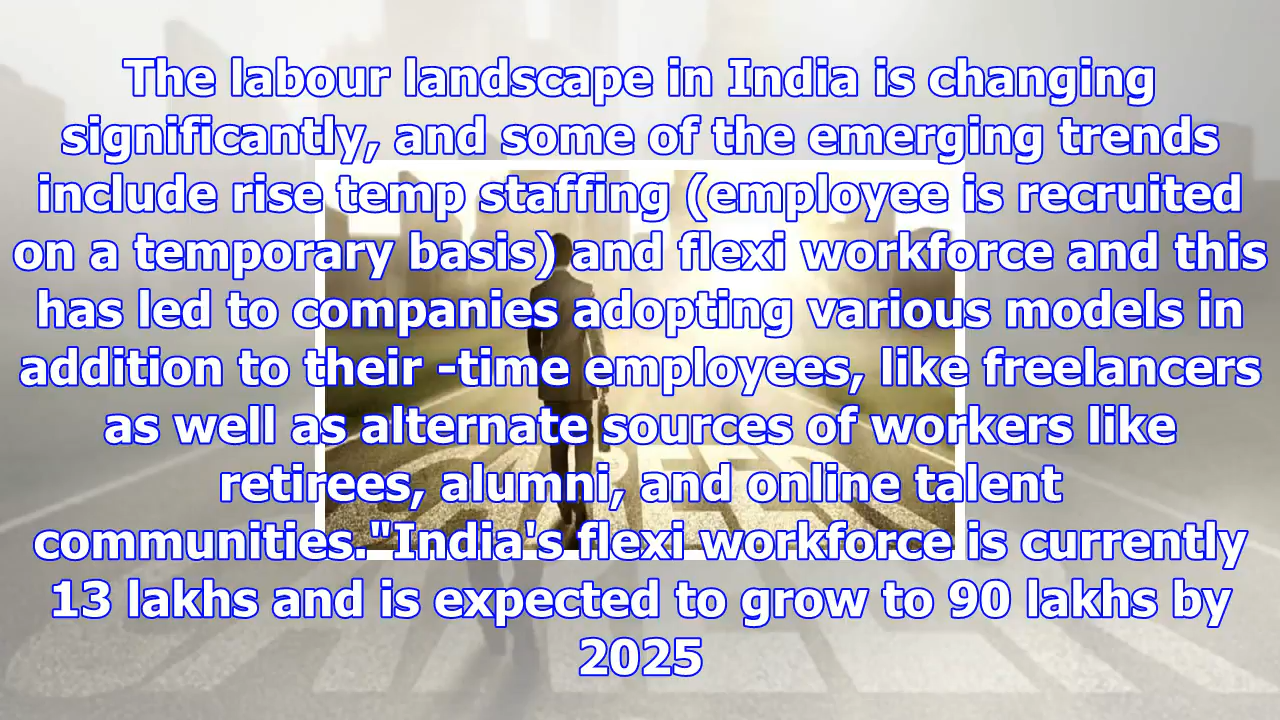 The labour landscape in India is changing
significantly, and some of the emerging trends
include rise temp staffing (employee is recruited
on a temporary basis) and flexi workforce and this
has led to companies adopting various models in
addition to their -time employees, like freelancers
as well as alternate sources of workers like
retirees, alumni, and online talent
communities."India's flexi workforce is currently
13 lakhs and is expected to grow to 90 lakhs by
2025
CAREER